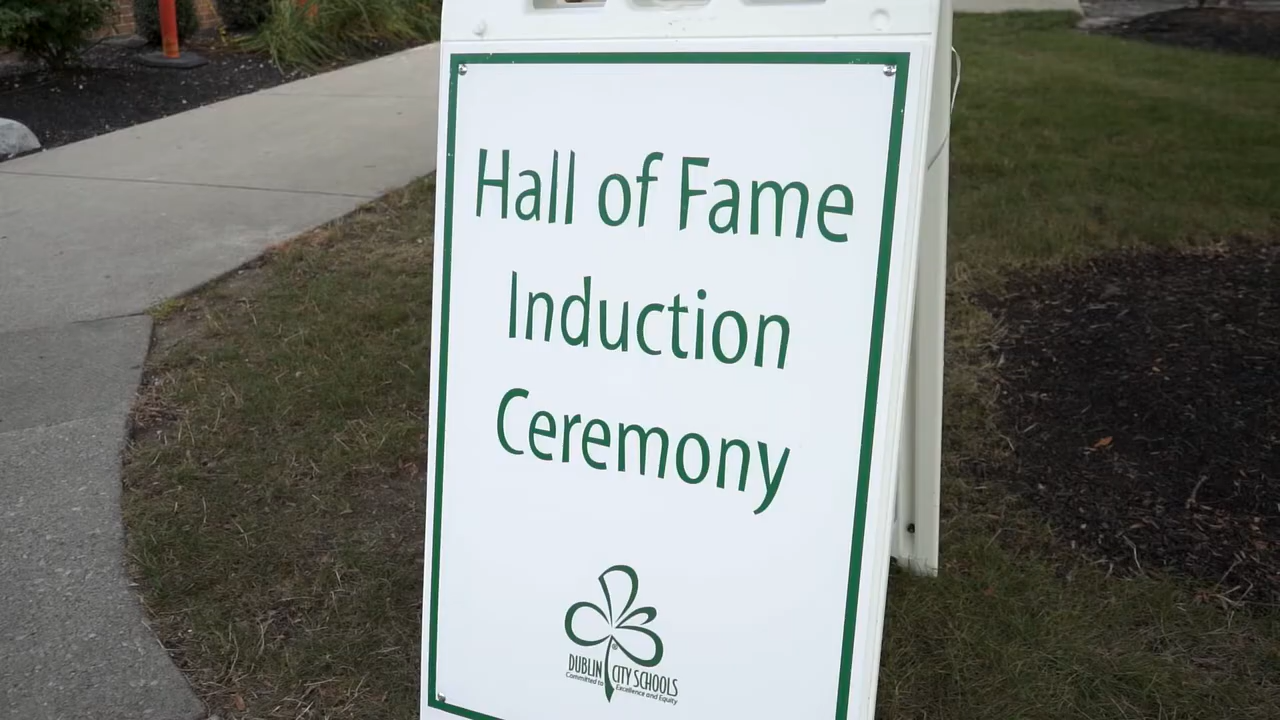 Hall of Fame
Induction
Ceremony
DUBLIN CITY SCHOOLS
Committed to Excellence and Equity